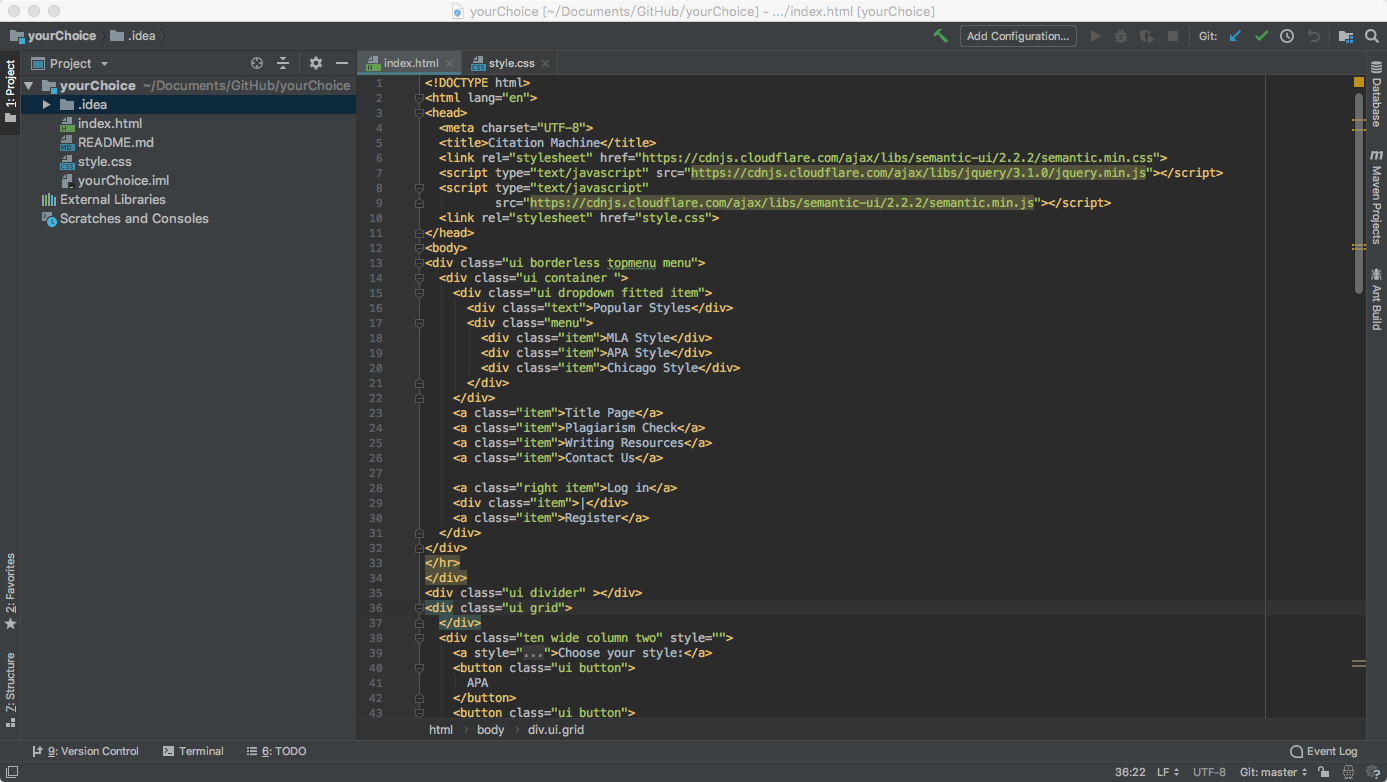 yourChoice [~/Documents/GitHub/yourChoice] - .../index.html [yourChoice]
yourChoice .idea Add Configuration... Git:
1: Project
Project
index.html
style.css
yourChoice ~/Documents/GitHub/yourChoice
.idea
index.html
README.md
style.css
yourChoice.iml
External Libraries
Scratches and Consoles
1 <!DOCTYPE html>
2 <html lang="en">
3 <head>
4 <meta charset="UTF-8">
5 <title>Citation Machine</title>
6 <link rel="stylesheet" href="https://cdnjs.cloudflare.com/ajax/libs/semantic-ui/2.2.2/semantic.min.css">
7 <script type="text/javascript" src="https://cdnjs.cloudflare.com/ajax/libs/jquery/3.1.0/jquery.min.js"></script>
8 <script type="text/javascript"
9 src="https://cdnjs.cloudflare.com/ajax/libs/semantic-ui/2.2.2/semantic.min.js"></script>
10 <link rel="stylesheet" href="style.css">
11 </head>
12 <body>
13 <div class="ui borderless topmenu menu">
14 <div class="ui container ">
15 <div class="ui dropdown fitted item">
16 <div class="text">Popular Styles</div>
17 <div class="menu">
18 <div class="item">MLA Style</div>
19 <div class="item">APA Style</div>
20 <div class="item">Chicago Style</div>
21 </div>
22 </div>
23 <a class="item">Title Page</a>
24 <a class="item">Plagiarism Check</a>
25 <a class="item">Writing Resources</a>
26 <a class="item">Contact Us</a>
27
28 <a class="right item">Log in</a>
29 <div class="item">|</div>
30 <a class="item">Register</a>
31 </div>
32 </div>
33 </hr>
34 </div>
35 <div class="ui divider" ></div>
36 <div class="ui grid">
37 </div>
38 <div class="ten wide column two" style="">
39 <a style="...">Choose your style:</a>
40 <button class="ui button">
41 APA
42 </button>
43 <button class="ui button">
html body div.ui.grid
Database
Maven Projects
Ant Build
2: Favorites
Z: Structure
9: Version Control Terminal 6: TODO Event Log
36:22 LF UTF-8 Git: master